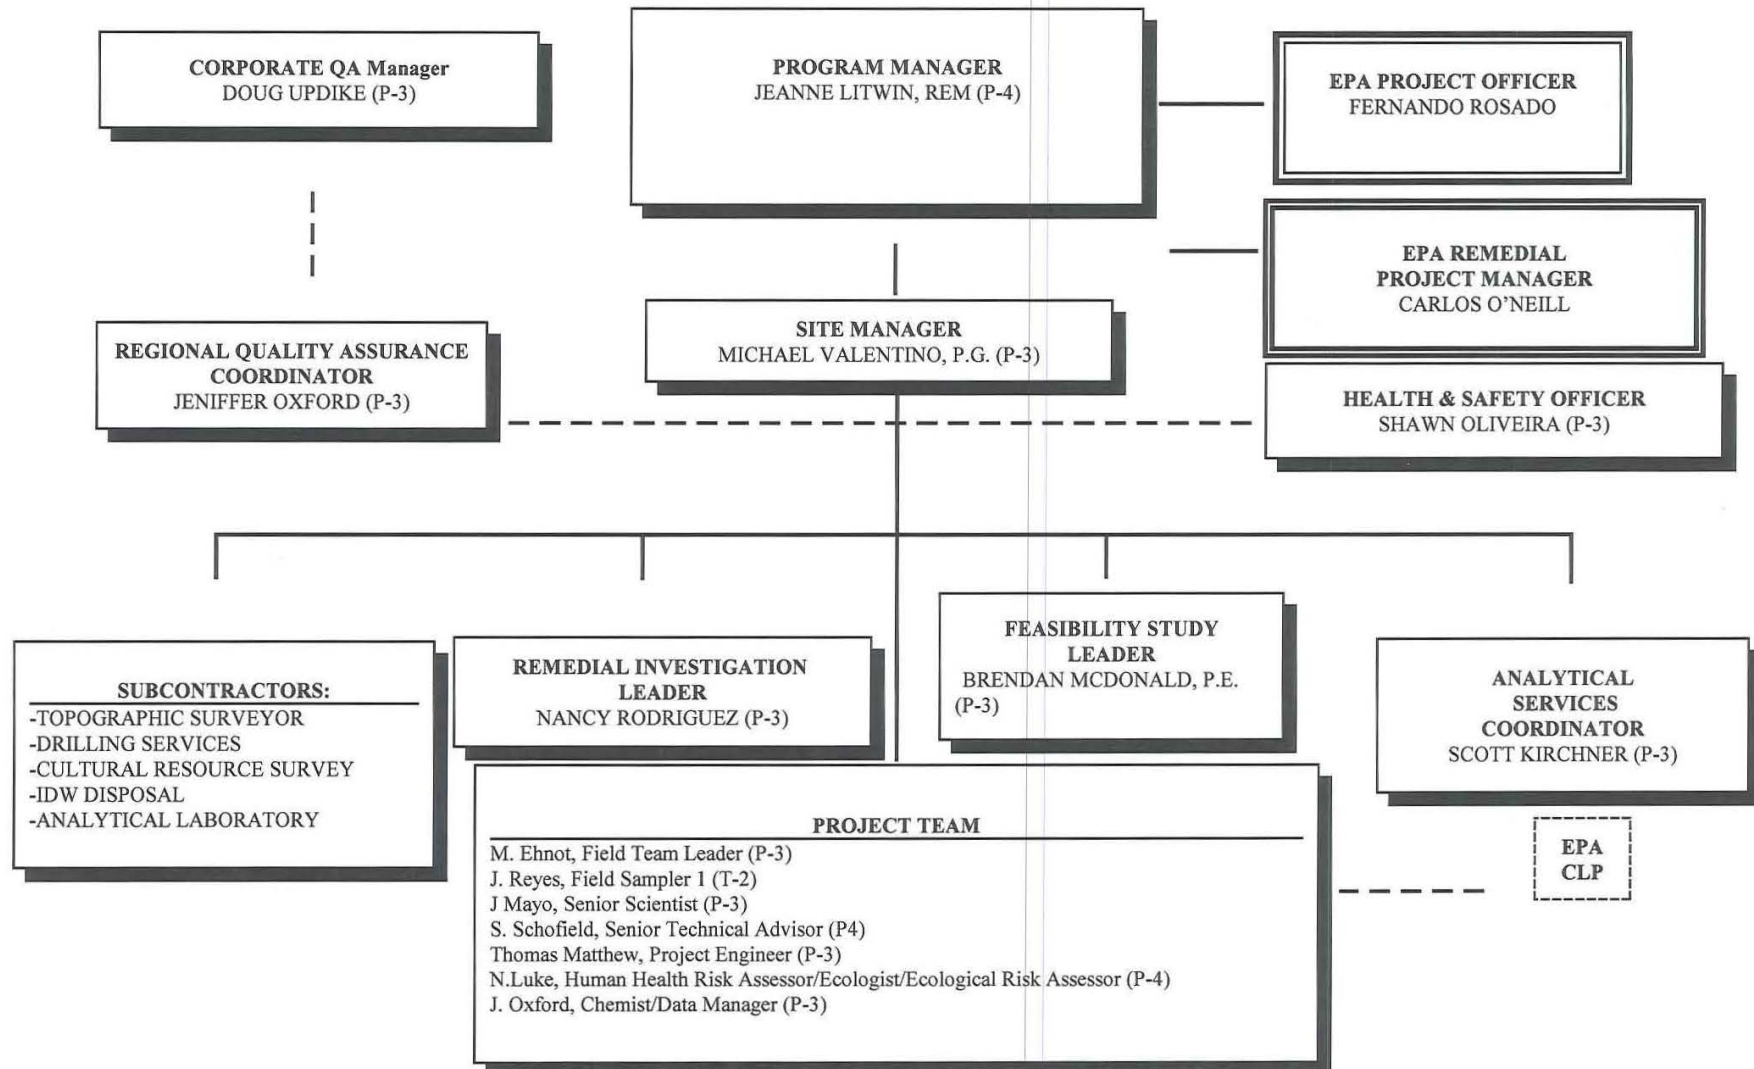 CORPORATE QA Manager
DOUG UPDIKE (P-3)
PROGRAM MANAGER
JEANNE LITWIN, REM (P-4)
EPA PROJECT OFFICER
FERNANDO ROSADO
EPA REMEDIAL
PROJECT MANAGER
CARLOS O'NEILL
REGIONAL QUALITY ASSURANCE
COORDINATOR
JENIFFER OXFORD (P-3)
SITE MANAGER
MICHAEL VALENTINO, P.G. (P-3)
HEALTH & SAFETY OFFICER
SHAWN OLIVEIRA (P-3)
SUBCONTRACTORS:
-TOPOGRAPHIC SURVEYOR
-DRILLING SERVICES
-CULTURAL RESOURCE SURVEY
-IDW DISPOSAL
-ANALYTICAL LABORATORY
REMEDIAL INVESTIGATION
LEADER
NANCY RODRIGUEZ (P-3)
FEASIBILITY STUDY
LEADER
BRENDAN MCDONALD, P.E.
(P-3)
ANALYTICAL
SERVICES
COORDINATOR
SCOTT KIRCHNER (P-3)
PROJECT TEAM
M. Ehnot, Field Team Leader (P-3)
J. Reyes, Field Sampler 1 (T-2)
J Mayo, Senior Scientist (P-3)
S. Schofield, Senior Technical Advisor (P4)
Thomas Matthew, Project Engineer (P-3)
N.Luke, Human Health Risk Assessor/Ecologist/Ecological Risk Assessor (P-4)
J. Oxford, Chemist/Data Manager (P-3)
EPA
CLP